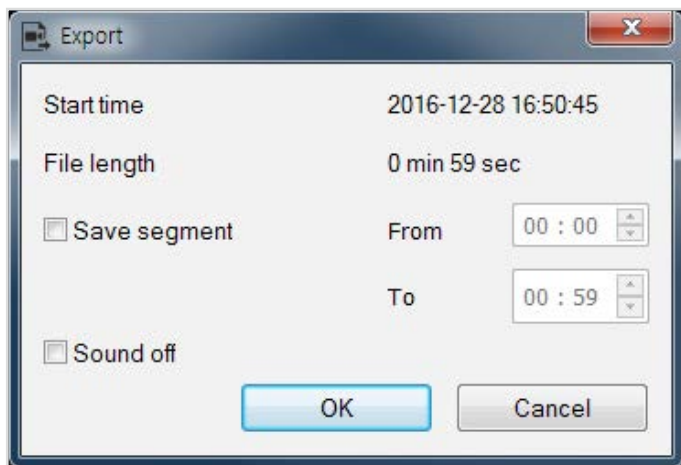 Export
Start time 2016-12-28 16:50:45
File length 0 min 59 sec
Save segment From 00 : 00
To 00 : 59
Sound off
OK Cancel